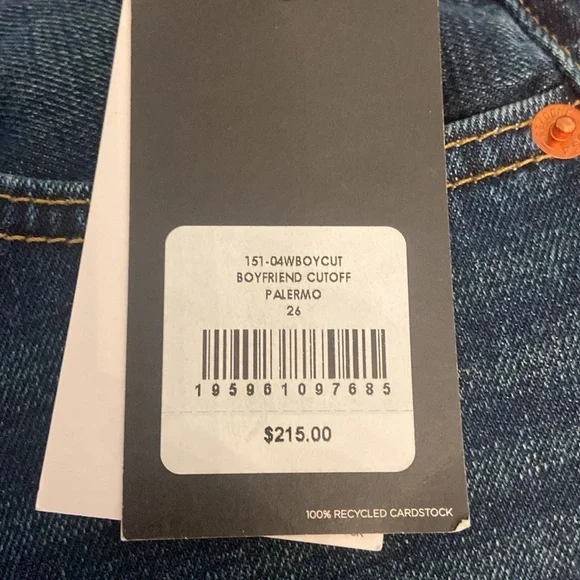 151-04WBOYCUT
BOYFRIEND CUTOFF
PALERMO
26
195961097685
$215.00
100% RECYCLED CARDSTOCK